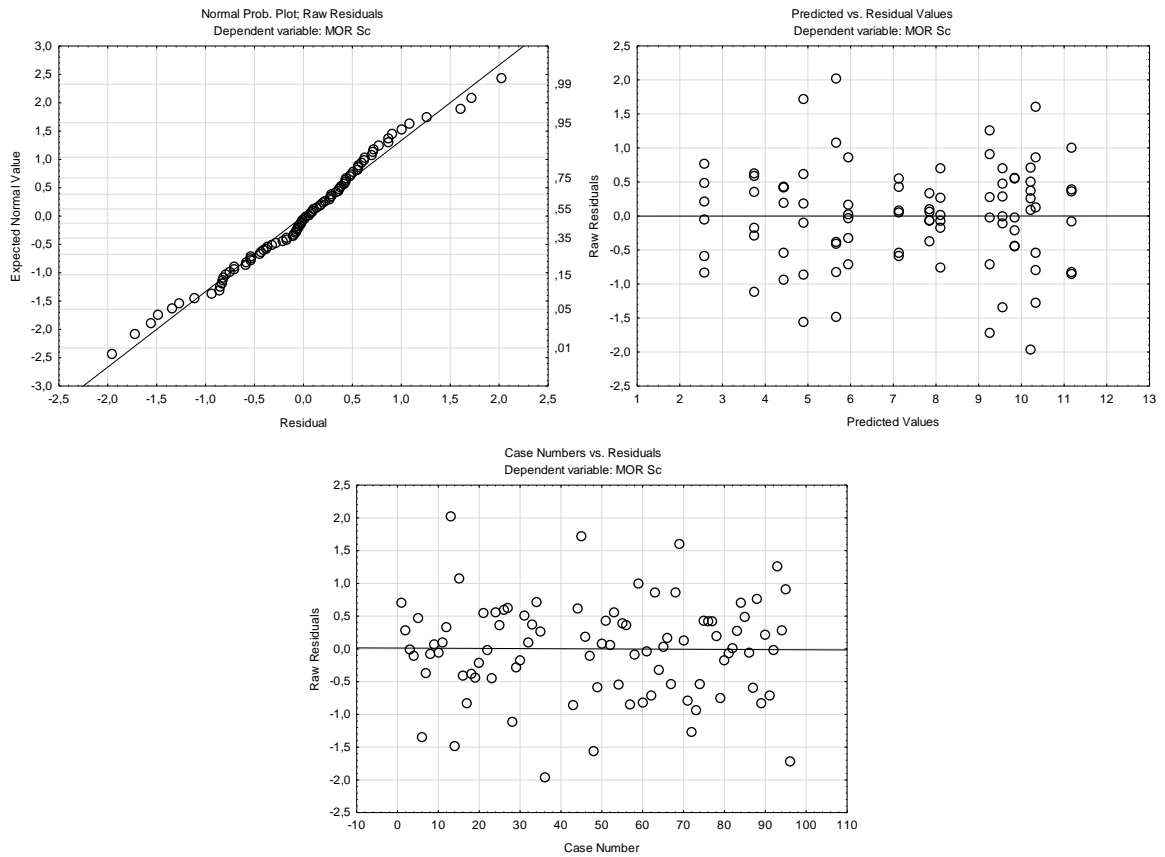 Normal Prob. Plot; Raw Residuals
Dependent variable: MOR Sc
3,0
2,5
2,0
1,5
1,0
0,5
0,0
-0,5
-1,0
-1,5
-2,0
-2,5
-3,0
Expected Normal Value
,99
,95
,75
,55
,35
,15
,05
,01
-2,5 -2,0 -1,5 -1,0 -0,5 0,0 0,5 1,0 1,5 2,0 2,5
Residual
Predicted vs. Residual Values
Dependent variable: MOR Sc
2,5
2,0
1,5
1,0
0,5
0,0
-0,5
-1,0
-1,5
-2,0
-2,5
Raw Residuals
1 2 3 4 5 6 7 8 9 10 11 12 13
Predicted Values
Case Numbers vs. Residuals
Dependent variable: MOR Sc
2,5
2,0
1,5
1,0
0,5
0,0
-0,5
-1,0
-1,5
-2,0
-2,5
Raw Residuals
-10 0 10 20 30 40 50 60 70 80 90 100 110
Case Number